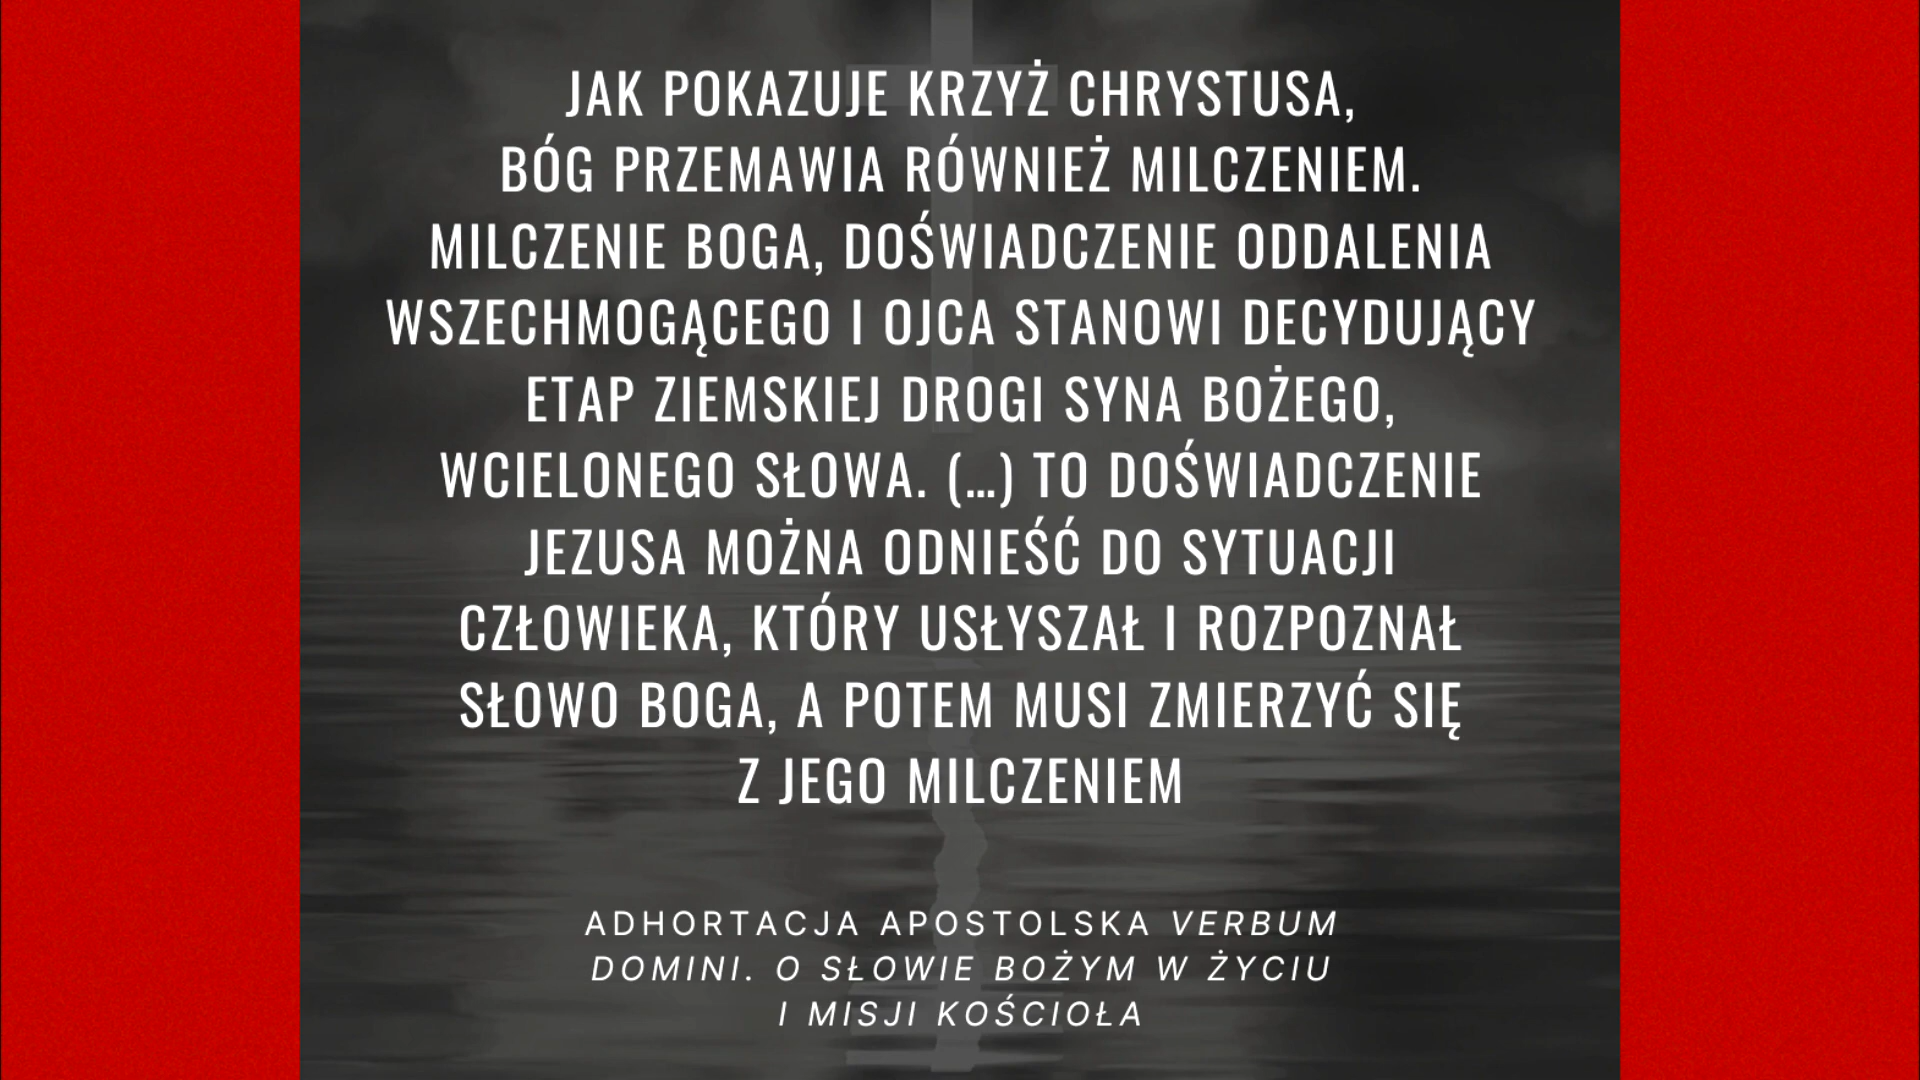 JAK POKAZUJE KRZYŻ CHRYSTUSA,
BÓG PRZEMAWIA RÓWNIEŻ MILCZENIEM.
MILCZENIE BOGA, DOŚWIADCZENIE ODDALENIA
WSZECHMOGĄCEGO I OJCA STANOWI DECYDUJĄCY
ETAP ZIEMSKIEJ DROGI SYNA BOŻEGO,
WCIELONEGO SŁOWA. (...) TO DOŚWIADCZENIE
JEZUSA MOŻNA ODNIEŚĆ DO SYTUACJI
CZŁOWIEKA, KTÓRY USŁYSZAŁ I ROZPOZNAŁ
SŁOWO BOGA, A POTEM MUSI ZMIERZYĆ SIĘ
Z JEGO MILCZENIEM
ADHORTACJA APOSTOLSKA VERBUM
DOMINI. O SŁOWIE BOŻYM W ŻYCIU
I MISJI KOŚCIOŁA